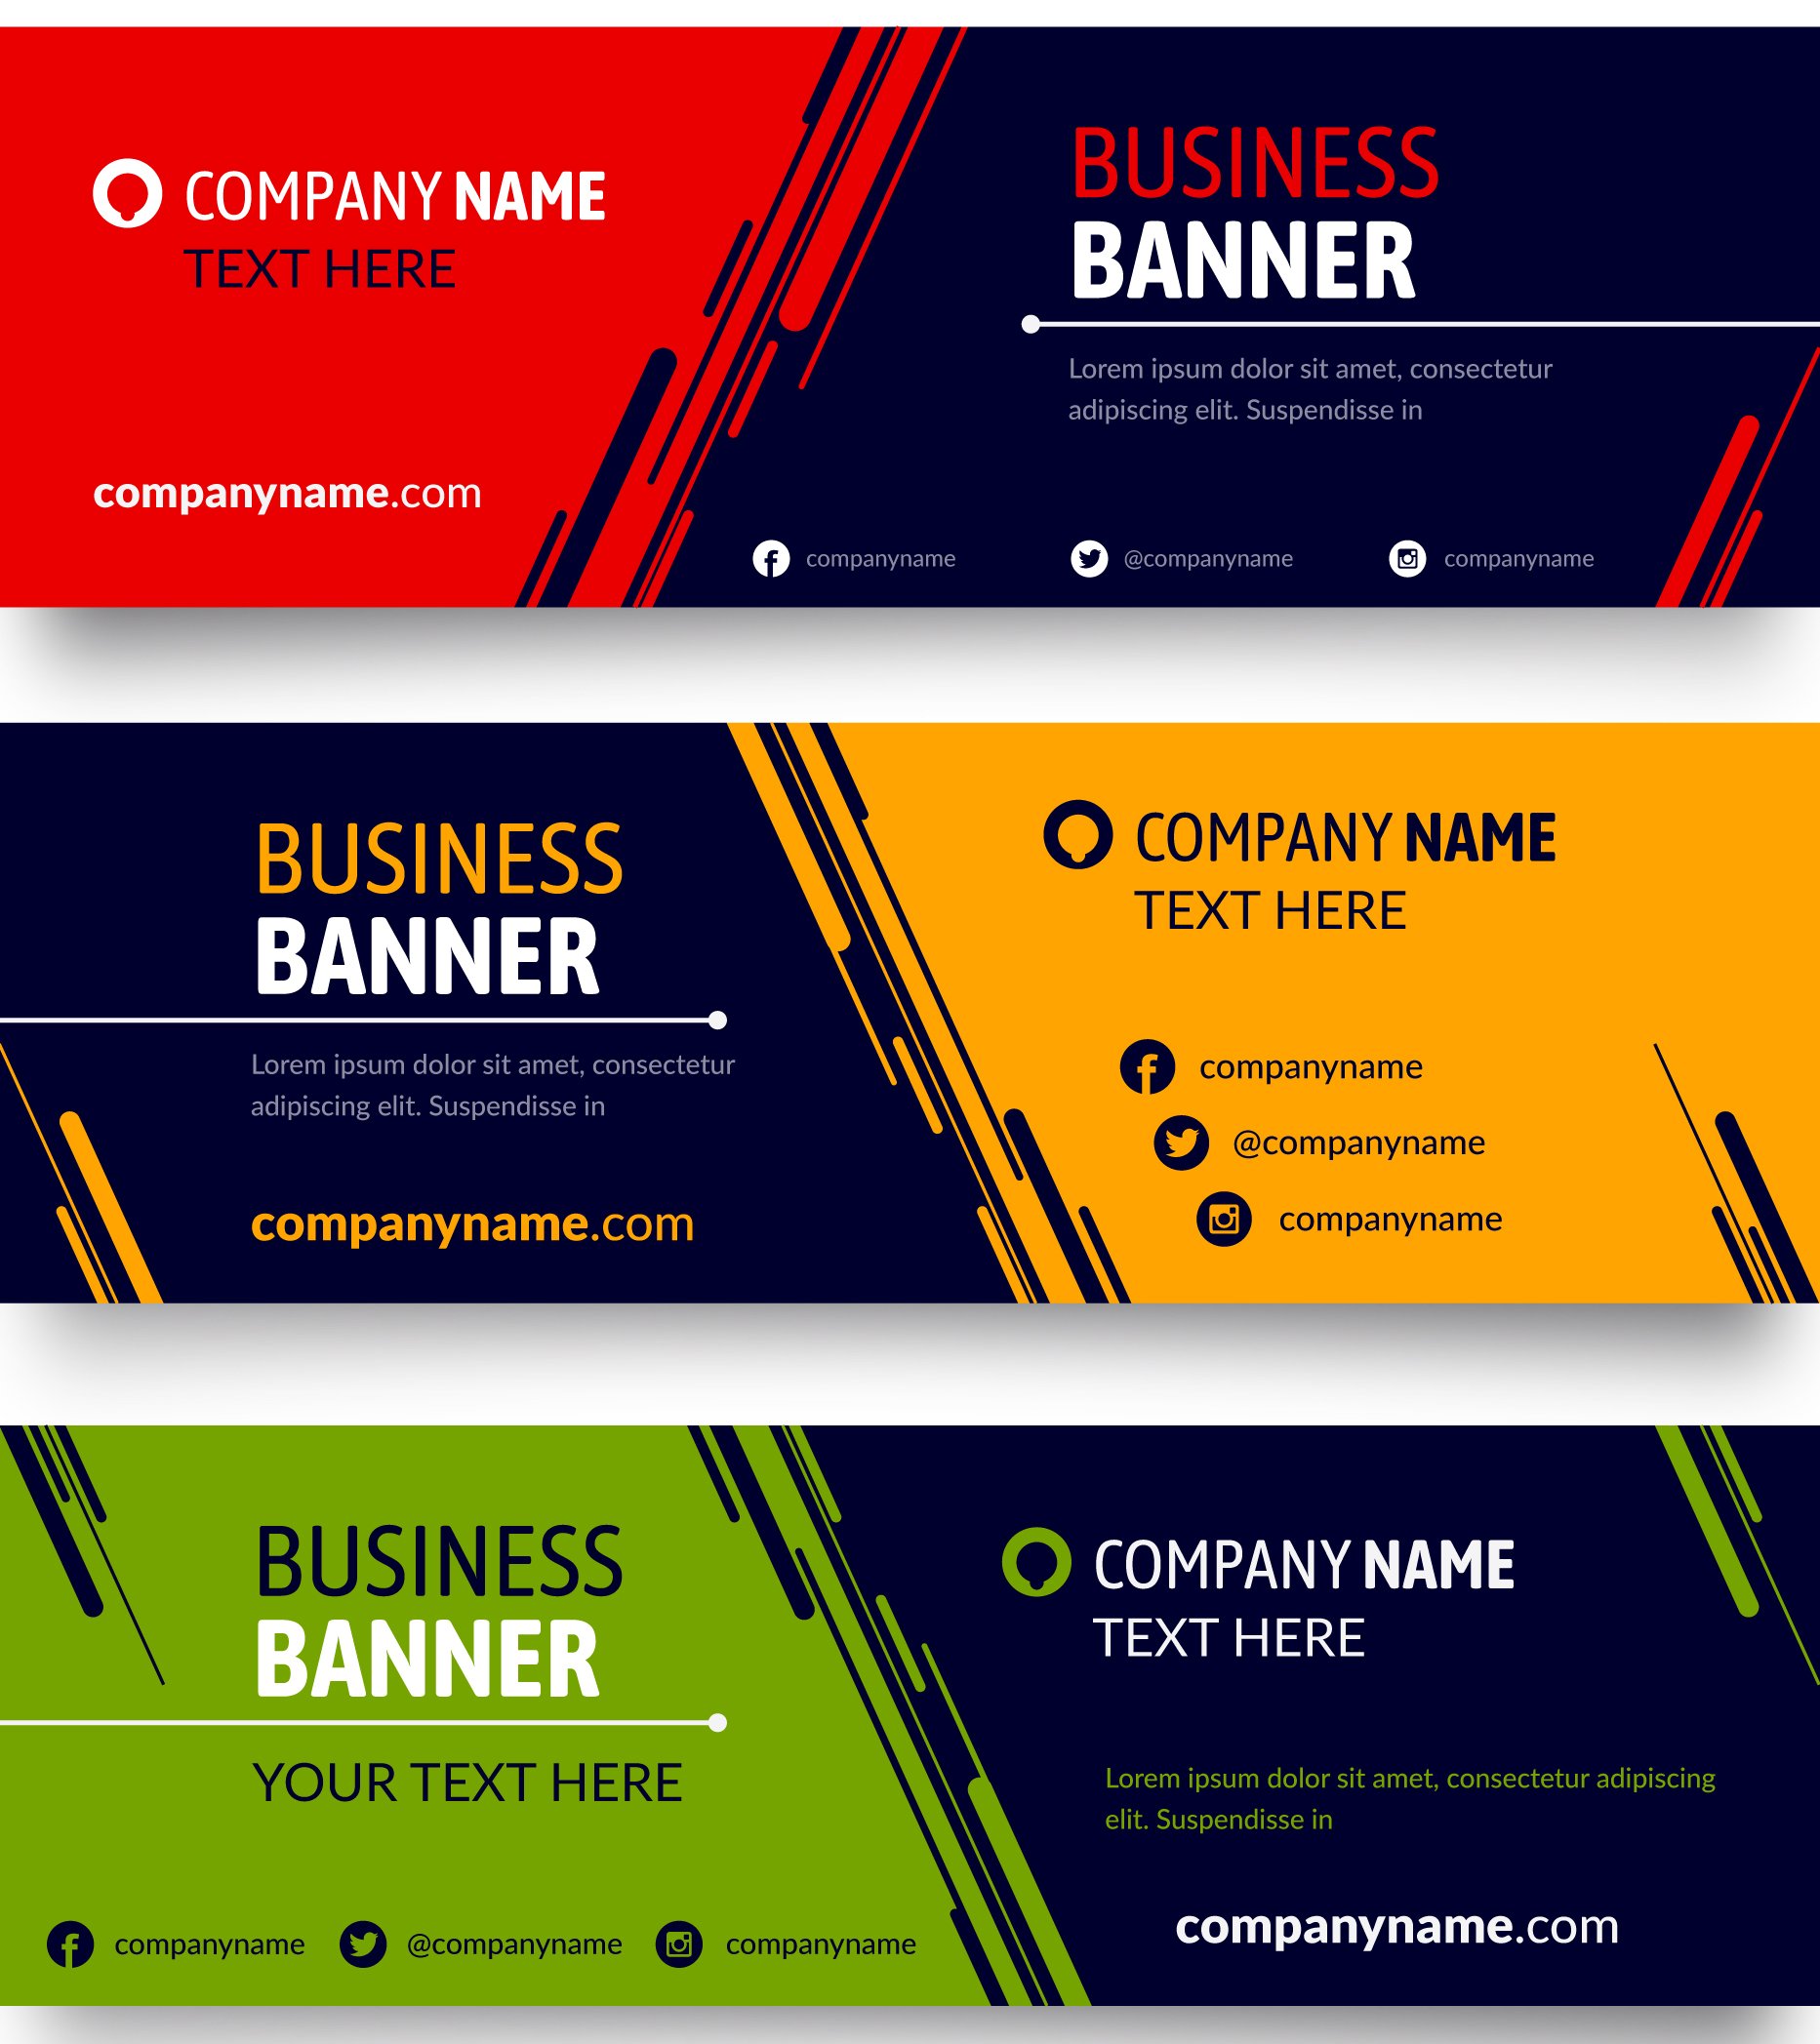 COMPANY NAME
TEXT HERE
companyname.com
BUSINESS
BANNER
Lorem ipsum dolor sit amet, consectetur
adipiscing elit. Suspendisse in
companyname
@companyname
companyname
BUSINESS
BANNER
Lorem ipsum dolor sit amet, consectetur
adipiscing elit. Suspendisse in
companyname.com
COMPANY NAME
TEXT HERE
companyname
@companyname
companyname
BUSINESS
BANNER
YOUR TEXT HERE
companyname
@companyname
companyname
COMPANY NAME
TEXT HERE
Lorem ipsum dolor sit amet, consectetur adipiscing
elit. Suspendisse in
companyname.com